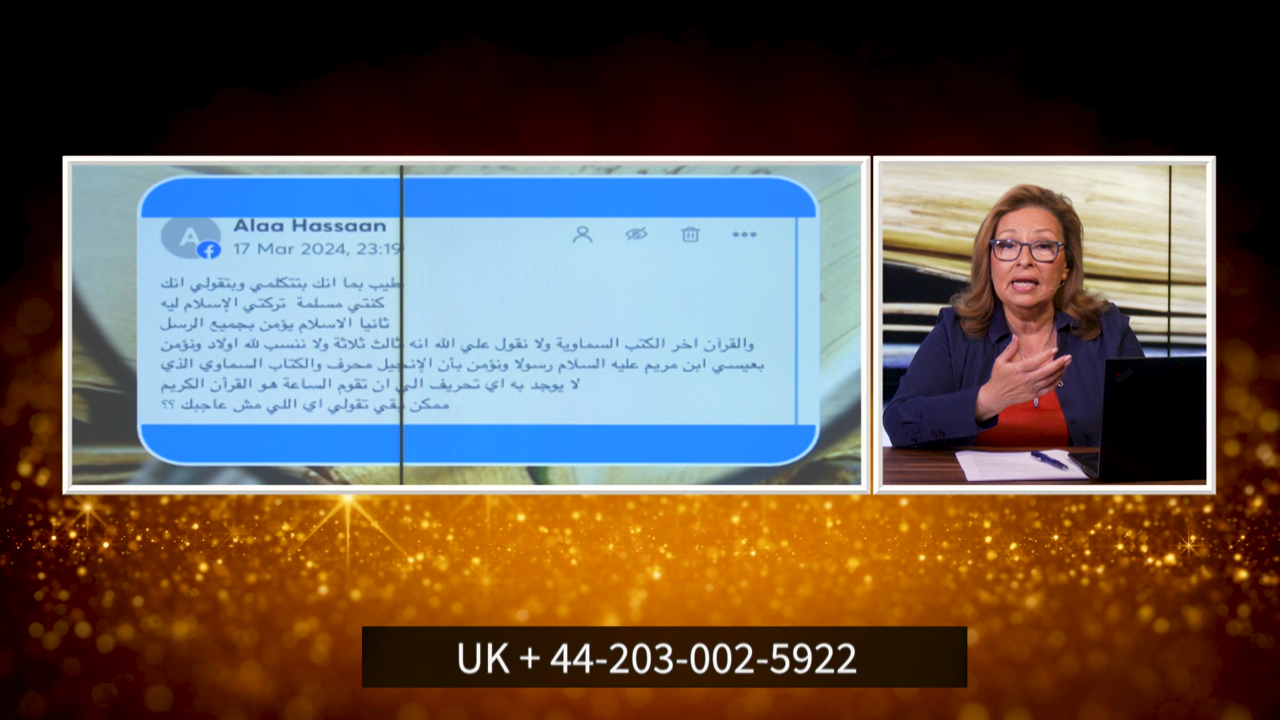 A
Alaa Hassaan
17 Mar 2024, 23:19
طيب بما انك بتتكلمي وبتقولي انك
كنتي مسلمة تركتي الإسلام ليه
ثانيا الاسلام يؤمن بجميع الرسل
والقرآن اخر الكتب السماوية ولا نقول علي الله انه ثالث ثلاثة ولا ننسب لله اولاد ونؤمن
بعيسي ابن مريم عليه السلام رسولا ونؤمن بأن الإنجيل محرف والكتاب السماوي الذي
لا يوجد به اي تحريف الي ان تقوم الساعة هو القرآن الكريم
ممكن بقي تقولي اي اللي مش عاجبك ؟؟
UK + 44-203-002-5922